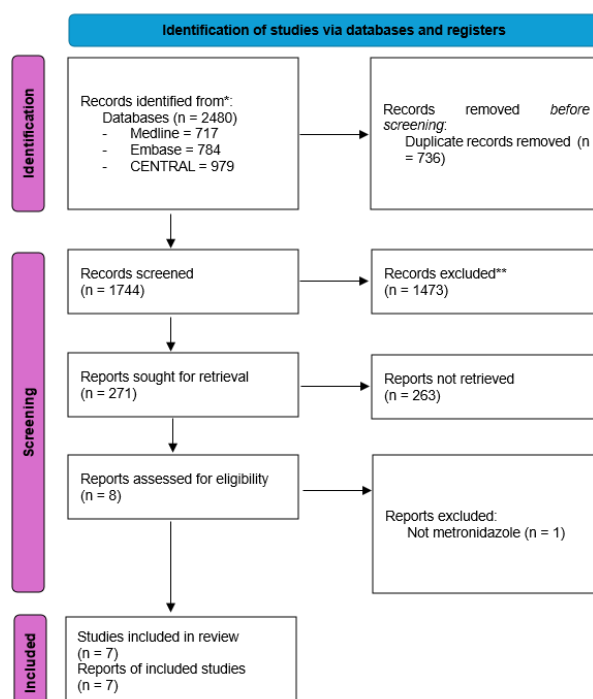 Identification of studies via databases and registers
Identification
Records identified from*:
Databases (n = 2480)
- Medline = 717
- Embase = 784
- CENTRAL = 979
Records removed before
screening:
Duplicate records removed (n
= 736)
Screening
Records screened
(n = 1744)
Records excluded**
(n = 1473)
Reports sought for retrieval
(n = 271)
Reports not retrieved
(n = 263)
Reports assessed for eligibility
(n = 8)
Reports excluded:
Not metronidazole (n = 1)
Included
Studies included in review
(n = 7)
Reports of included studies
(n = 7)